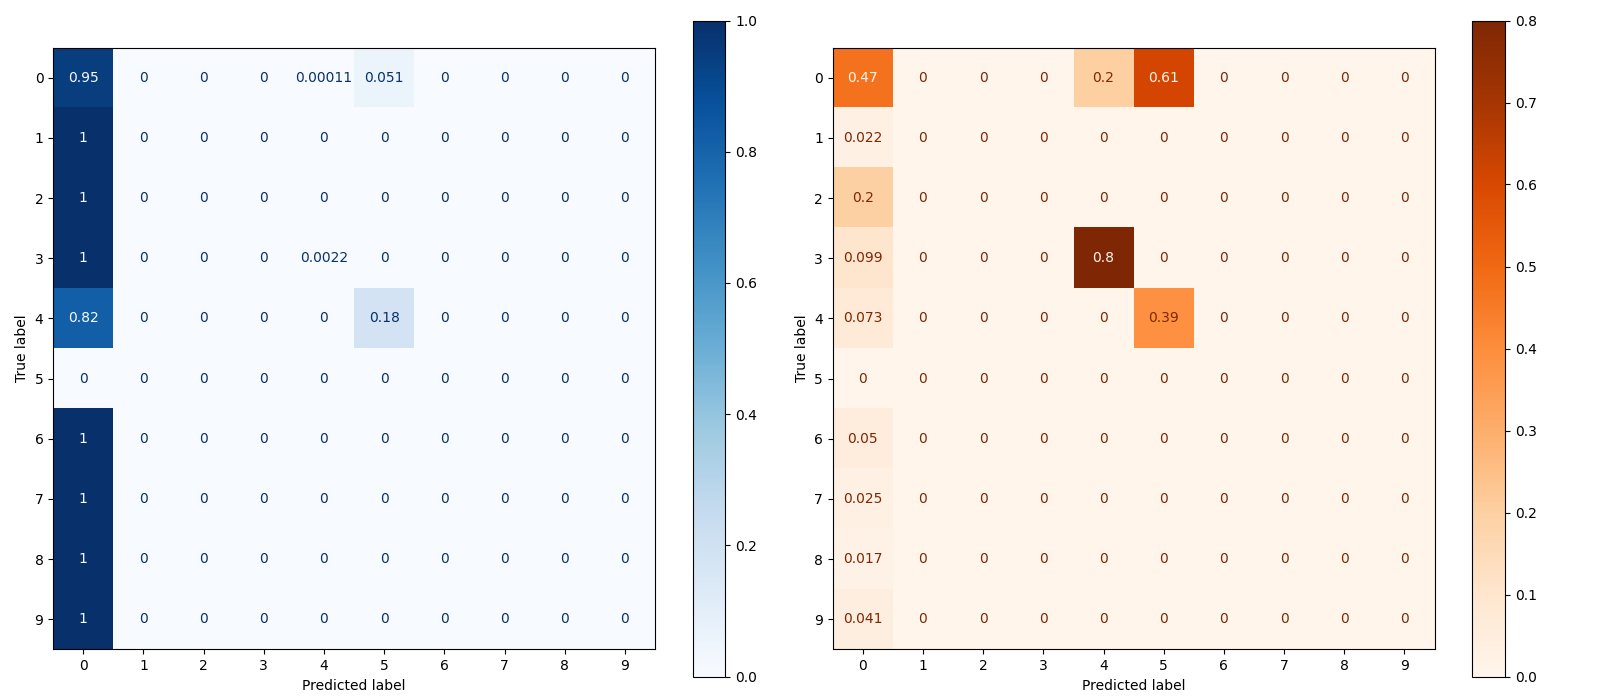 0 0.95 0 0 0 0.00011 0.051 0 0 0 0
1 1 0 0 0 0 0 0 0 0 0
2 1 0 0 0 0 0 0 0 0 0
3 1 0 0 0 0.0022 0 0 0 0 0
4 0.82 0 0 0 0 0.18 0 0 0 0
5 0 0 0 0 0 0 0 0 0 0
6 1 0 0 0 0 0 0 0 0 0
7 1 0 0 0 0 0 0 0 0 0
8 1 0 0 0 0 0 0 0 0 0
9 1 0 0 0 0 0 0 0 0 0
0 1 2 3 4 5 6 7 8 9
Predicted label
True label
1.0
0.8
0.6
0.4
0.2
0.0
0 0.47 0 0 0 0.2 0.61 0 0 0 0
1 0.022 0 0 0 0 0 0 0 0 0
2 0.2 0 0 0 0 0 0 0 0 0
3 0.099 0 0 0 0.8 0 0 0 0 0
4 0.073 0 0 0 0 0.39 0 0 0 0
5 0 0 0 0 0 0 0 0 0 0
6 0.05 0 0 0 0 0 0 0 0 0
7 0.025 0 0 0 0 0 0 0 0 0
8 0.017 0 0 0 0 0 0 0 0 0
9 0.041 0 0 0 0 0 0 0 0 0
0 1 2 3 4 5 6 7 8 9
Predicted label
True label
0.8
0.7
0.6
0.5
0.4
0.3
0.2
0.1
0.0